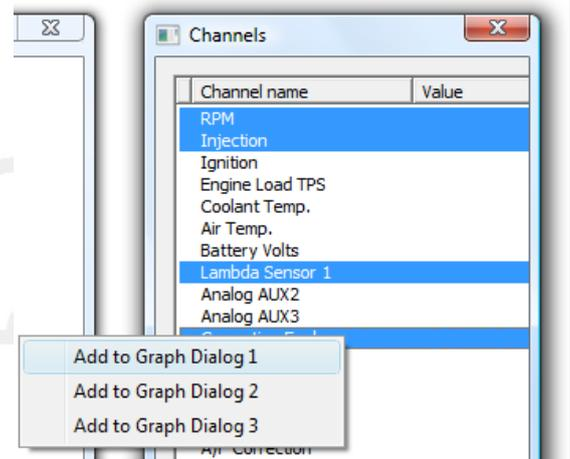 Channels
Channel name Value
RPM
Injection
Ignition
Engine Load TPS
Coolant Temp.
Air Temp.
Battery Volts
Lambda Sensor 1
Analog AUX2
Analog AUX3
Add to Graph Dialog 1
Add to Graph Dialog 2
Add to Graph Dialog 3
Correction